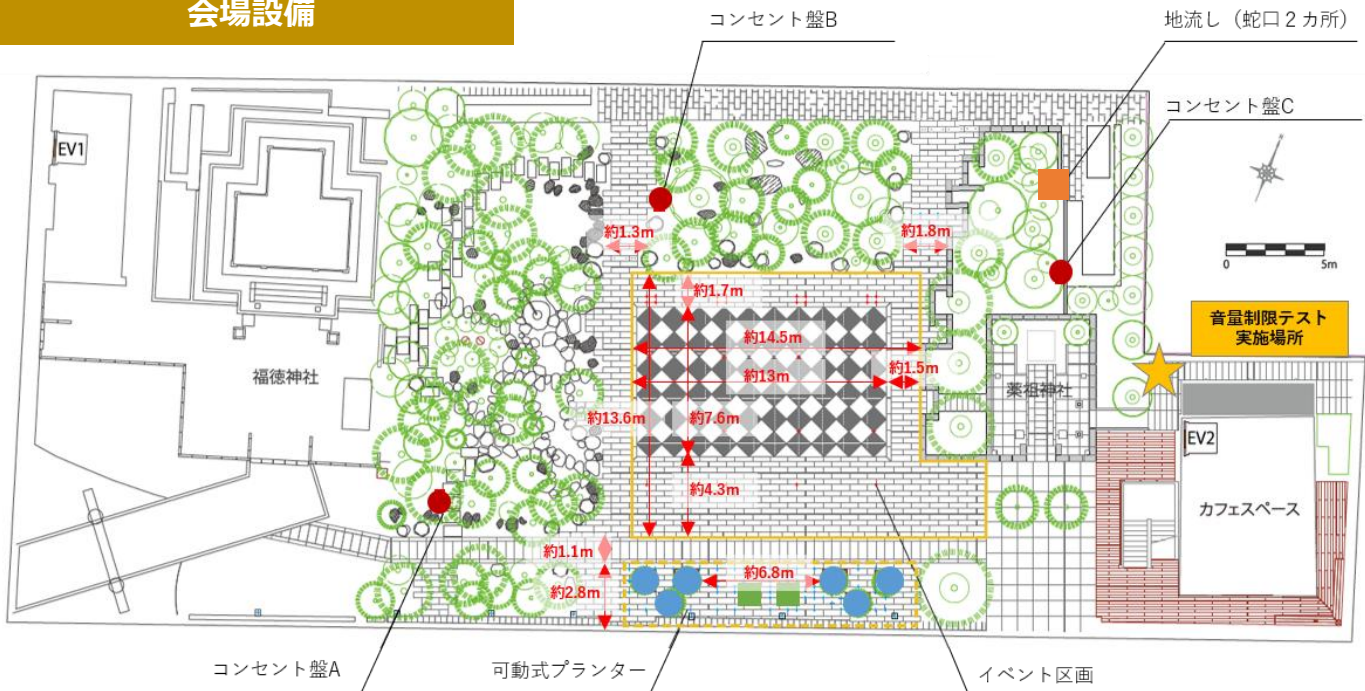 会場設備
コンセント盤B
地流し（蛇口２カ所）
コンセント盤C
EV1
約1.3m
約1.8m
0
5m
約1.7m
音量制限テスト
実施場所
約14.5m
約1.5m
福徳神社
約13m
薬祖神社
約13.6m
約7.6m
EV2
約4.3m
カフェスペース
約1.1m
約6.8m
約2.8m
コンセント盤A
可動式プランター
イベント区画